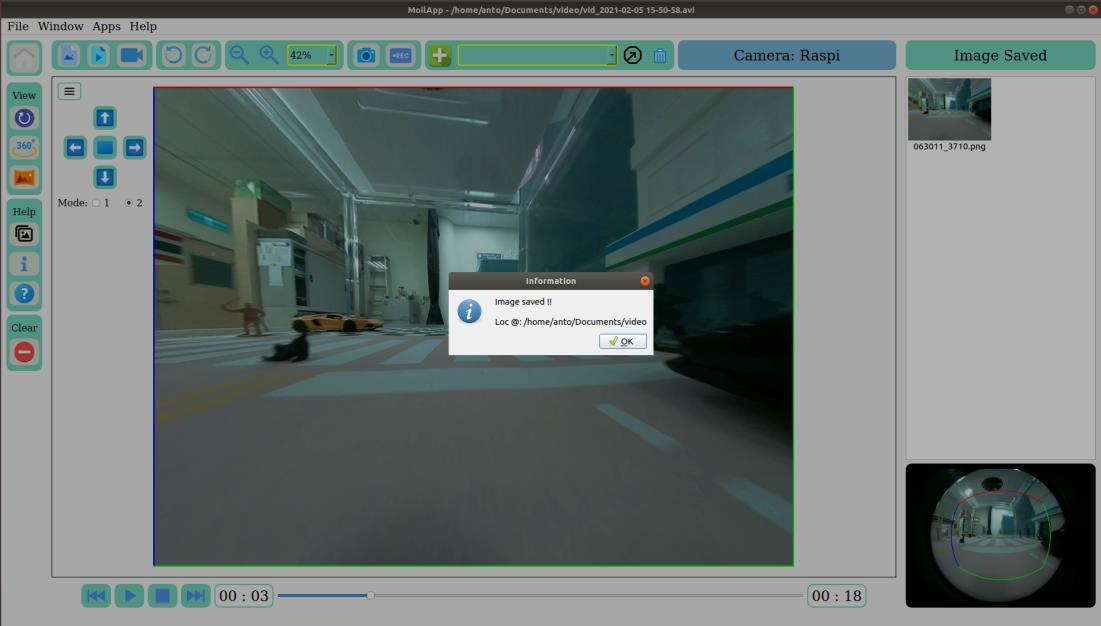 MoilApp - /home/anto/Documents/video/vid_2021-02-05 15-50-58.avi
File Window Apps Help
42%
REC
Camera: Raspi
Image Saved
View
360°
Help
Clear
Mode: 1 2
063011_3710.png
Information
Image saved !!
Loc @: /home/anto/Documents/video
OK
00 : 03
00 : 18